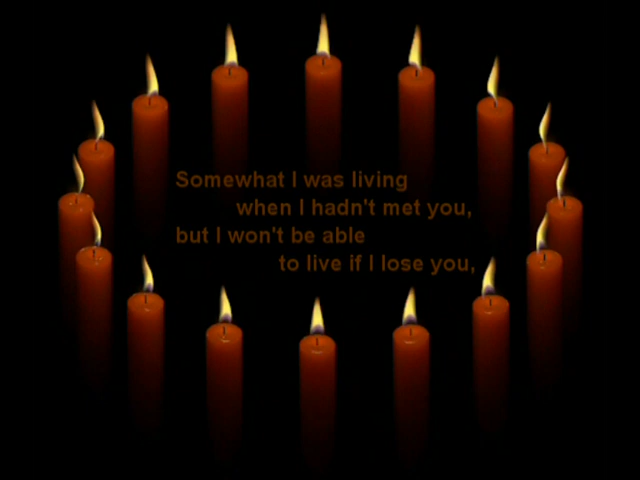 Somewhat I was living
when I hadn't met you,
but I won't be able
to live if I lose you,